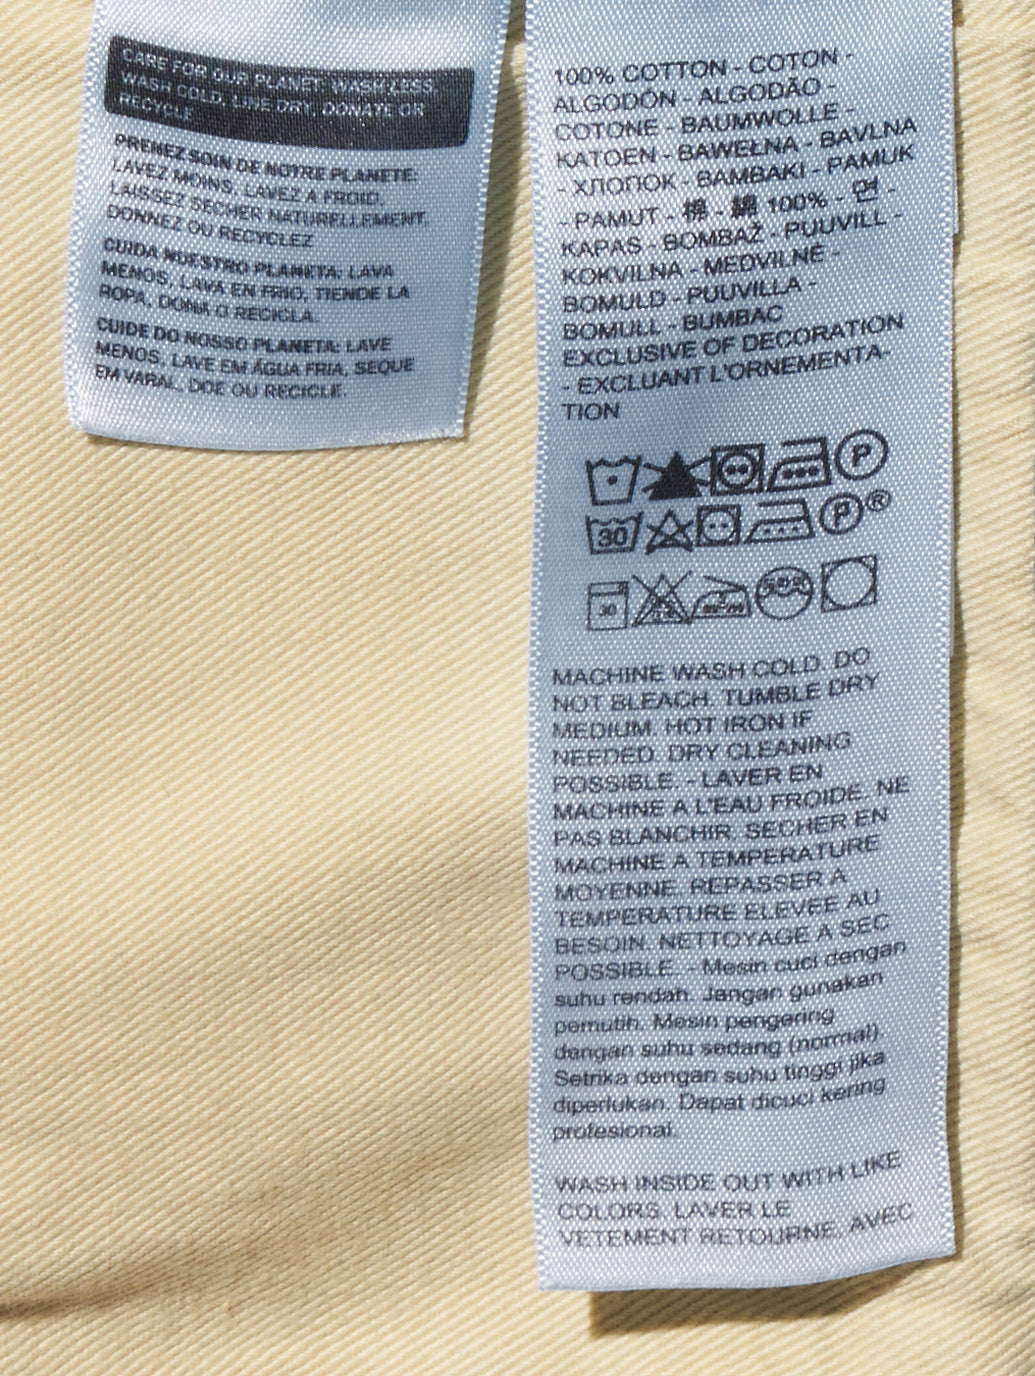 CARE FOR OUR PLANET: WASH LESS,
WASH COLD, LINE DRY, DONATE OR
RECYCLE
PRENEZ SOIN DE NOTRE PLANETE:
LAVEZ MOINS, LAVEZ A FROID,
LAISSEZ SECHER NATURELLEMENT,
DONNEZ OU RECYCLEZ
CUIDA NUESTRO PLANETA: LAVA
MENOS, LAVA EN FRIO, TIENDE LA
ROPA, DONA O RECICLA.
CUIDE DO NOSSO PLANETA: LAVE
MENOS, LAVE EM ÁGUA FRIA, SEQUE
EM VARAL, DOE OU RECICLE.
100% COTTON - COTON -
ALGODÓN - ALGODÃO -
COTONE - BAUMWOLLE -
KATOEN - BAWEŁNA - BAVLNA
- ХЛОПОК - BAMBAKI - PAMUK
- PAMUT - 棉 - 綿 100% - 면 -
KAPAS - BOMBAŽ - PUUVILL -
KOKVILNA - MEDVILNĖ -
BOMULD - PUUVILLA -
BOMULL - BUMBAC
EXCLUSIVE OF DECORATION
- EXCLUANT L'ORNEMENTA-
TION
P
30 P®
30
MACHINE WASH COLD. DO
NOT BLEACH. TUMBLE DRY
MEDIUM. HOT IRON IF
NEEDED. DRY CLEANING
POSSIBLE. - LAVER EN
MACHINE A L'EAU FROIDE. NE
PAS BLANCHIR. SECHER EN
MACHINE A TEMPERATURE
MOYENNE. REPASSER A
TEMPERATURE ELEVEE AU
BESOIN. NETTOYAGE A SEC
POSSIBLE. - Mesin cuci dengan
suhu rendah. Jangan gunakan
pemutih. Mesin pengering
dengan suhu sedang (normal).
Setrika dengan suhu tinggi jika
diperlukan. Dapat dicuci kering
profesional.
WASH INSIDE OUT WITH LIKE
COLORS. LAVER LE
VETEMENT RETOURNE, AVEC